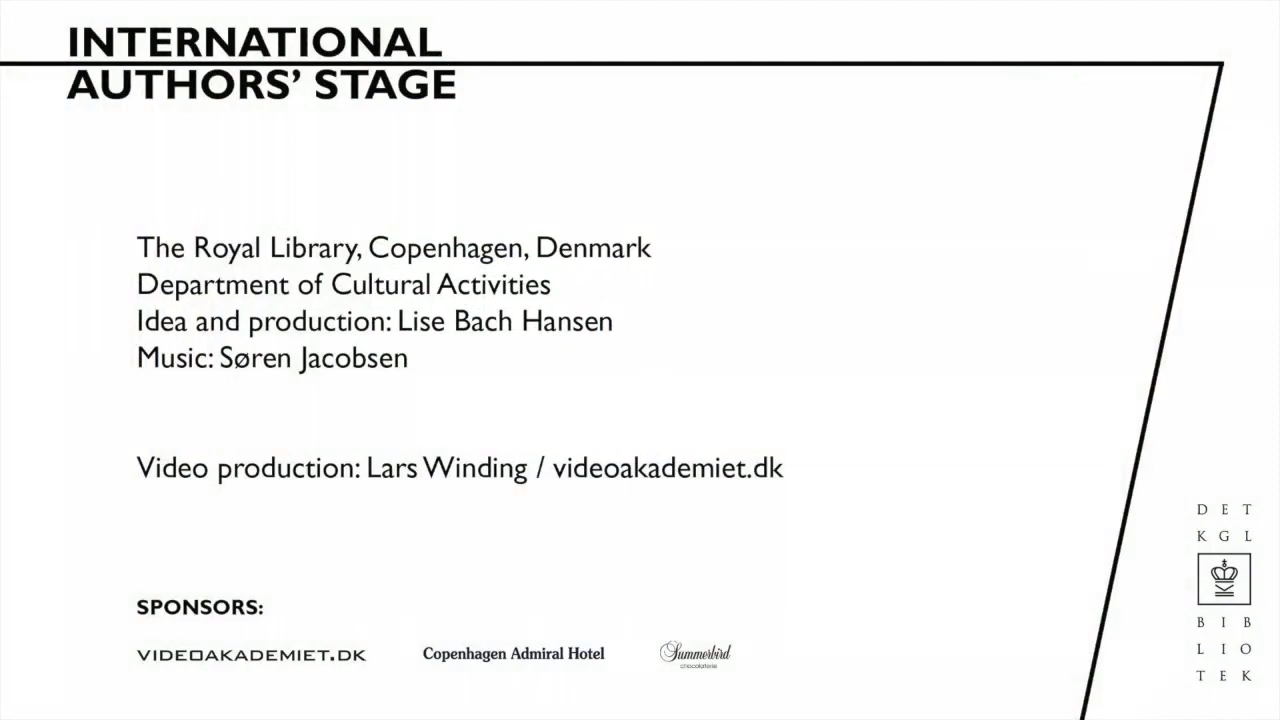 INTERNATIONAL
AUTHORS’ STAGE
The Royal Library, Copenhagen, Denmark
Department of Cultural Activities
Idea and production: Lise Bach Hansen
Music: Søren Jacobsen
Video production: Lars Winding / videoakademiet.dk
SPONSORS:
VIDEOAKADEMIET.DK
Copenhagen Admiral Hotel
Summerbird
chocolaterie
DET
KGL
BIB
LIO
TEK